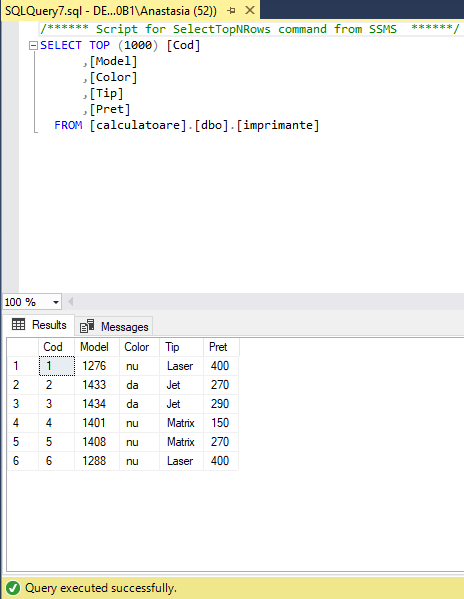 SQLQuery7.sql - DE...0B1\Anastasia (52))
/****** Script for SelectTopNRows command from SSMS  ******/
SELECT TOP (1000) [Cod]
      ,[Model]
      ,[Color]
      ,[Tip]
      ,[Pret]
  FROM [calculatoare].[dbo].[imprimante]
100 %
Results Messages
Cod Model Color Tip Pret
1 1 1276 nu Laser 400
2 2 1433 da Jet 270
3 3 1434 da Jet 290
4 4 1401 nu Matrix 150
5 5 1408 nu Matrix 270
6 6 1288 nu Laser 400
Query executed successfully.